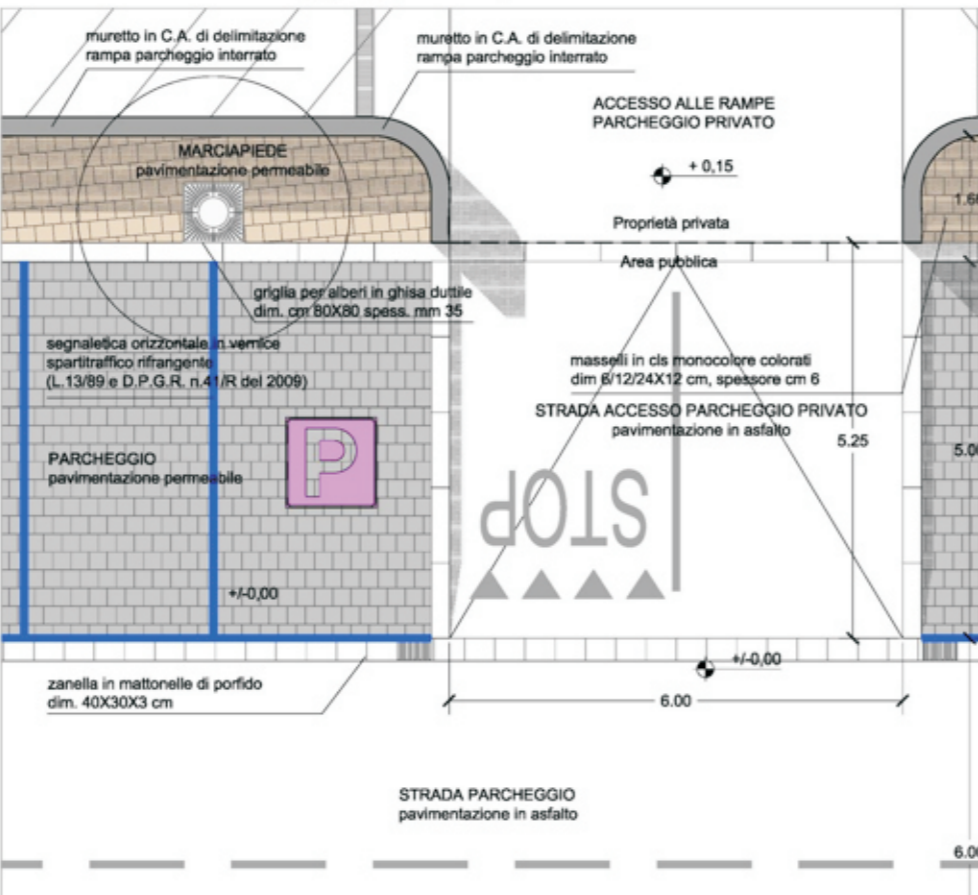 muretto in C.A. di delimitazione
rampa parcheggio interrato
muretto in C.A. di delimitazione
rampa parcheggio interrato
ACCESSO ALLE RAMPE
PARCHEGGIO PRIVATO
MARCIAPIEDE
pavimentazione permeabile
+ 0,15
Proprietà privata
Area pubblica
griglia per alberi in ghisa duttile
dim. cm 80X80 spess. mm 35
segnaletica orizzontale in vernice
spartitraffico rifrangente
(L.13/89 e D.P.G.R. n.41/R del 2009)
masselli in cls monocolore colorati
dim 6/12/24X12 cm, spessore cm 6
STRADA ACCESSO PARCHEGGIO PRIVATO
pavimentazione in asfalto
5.25
PARCHEGGIO
pavimentazione permeabile
P
STOP
+/-0,00
+/-0,00
zanella in mattonelle di porfido
dim. 40X30X3 cm
6.00
STRADA PARCHEGGIO
pavimentazione in asfalto